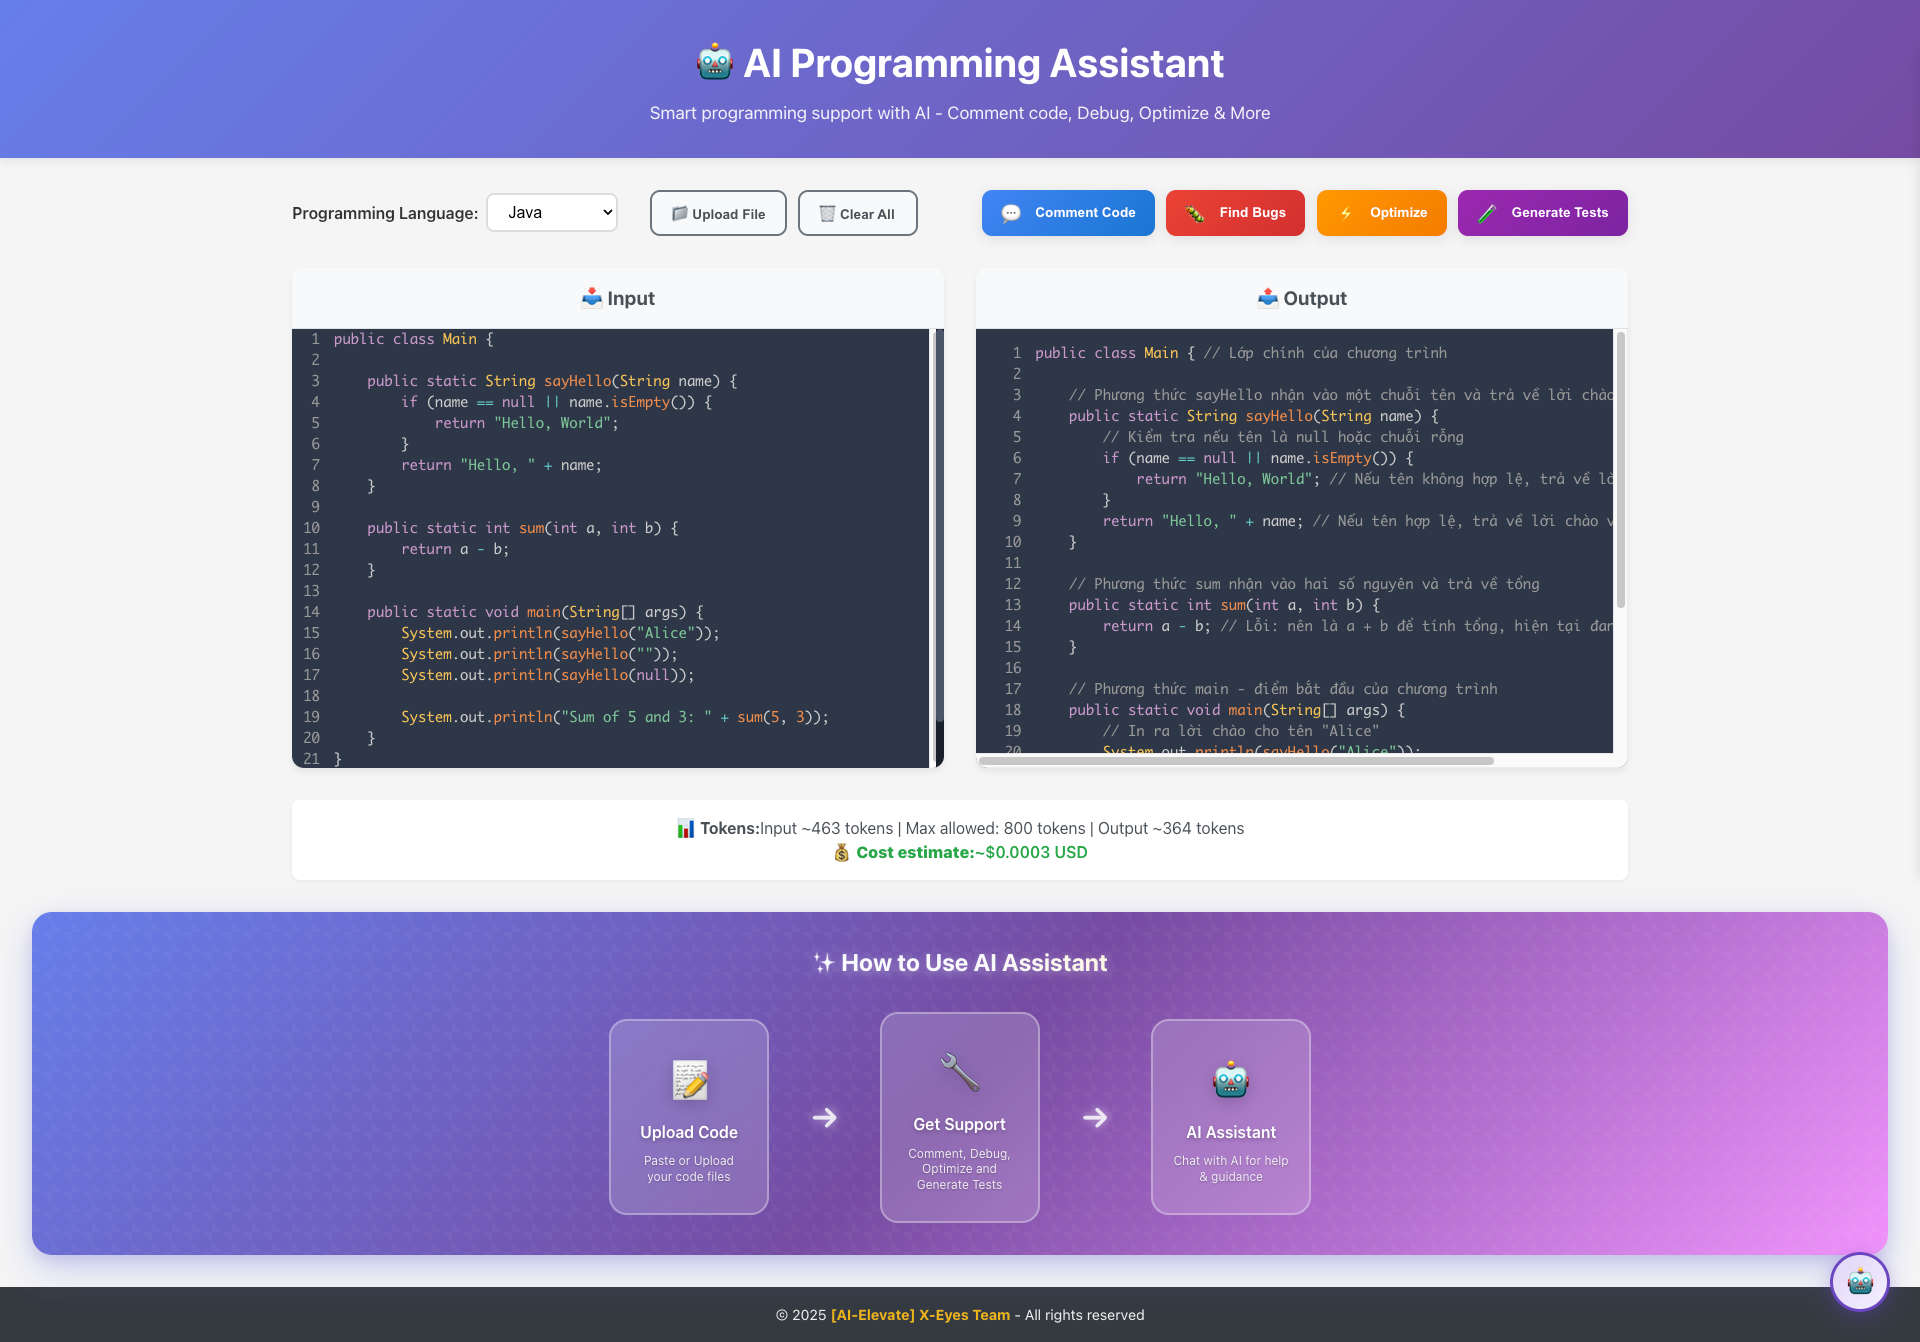 AI Programming Assistant
Smart programming support with AI - Comment code, Debug, Optimize & More
Programming Language: Java Upload File Clear All Comment Code Find Bugs Optimize Generate Tests
Input
1 public class Main {
2
3 public static String sayHello(String name) {
4 if (name == null || name.isEmpty()) {
5 return "Hello, World";
6 }
7 return "Hello, " + name;
8 }
9
10 public static int sum(int a, int b) {
11 return a - b;
12 }
13
14 public static void main(String[] args) {
15 System.out.println(sayHello("Alice"));
16 System.out.println(sayHello(""));
17 System.out.println(sayHello(null));
18
19 System.out.println("Sum of 5 and 3: " + sum(5, 3));
20 }
21 }
Output
1 public class Main { // Lớp chính của chương trình
2
3 // Phương thức sayHello nhận vào một chuỗi tên và trả về lời chào
4 public static String sayHello(String name) {
5 // Kiểm tra nếu tên là null hoặc chuỗi rỗng
6 if (name == null || name.isEmpty()) {
7 return "Hello, World"; // Nếu tên không hợp lệ, trả về
8 }
9 return "Hello, " + name; // Nếu tên hợp lệ, trả về lời chào
10 }
11
12 // Phương thức sum nhận vào hai số nguyên và trả về tổng
13 public static int sum(int a, int b) {
14 return a - b; // Lỗi: nên là a + b để tính tổng, hiện tại
15 }
16
17 // Phương thức main - điểm bắt đầu của chương trình
18 public static void main(String[] args) {
19 // In ra lời chào cho tên "Alice"
20 System.out.println(sayHello("Alice"));
Tokens:Input ~463 tokens | Max allowed: 800 tokens | Output ~364 tokens
Cost estimate:~$0.0003 USD
How to Use AI Assistant
Upload Code
Paste or Upload
your code files
Get Support
Comment, Debug,
Optimize and
Generate Tests
AI Assistant
Chat with AI for help
& guidance
© 2025 [AI-Elevate] X-Eyes Team - All rights reserved